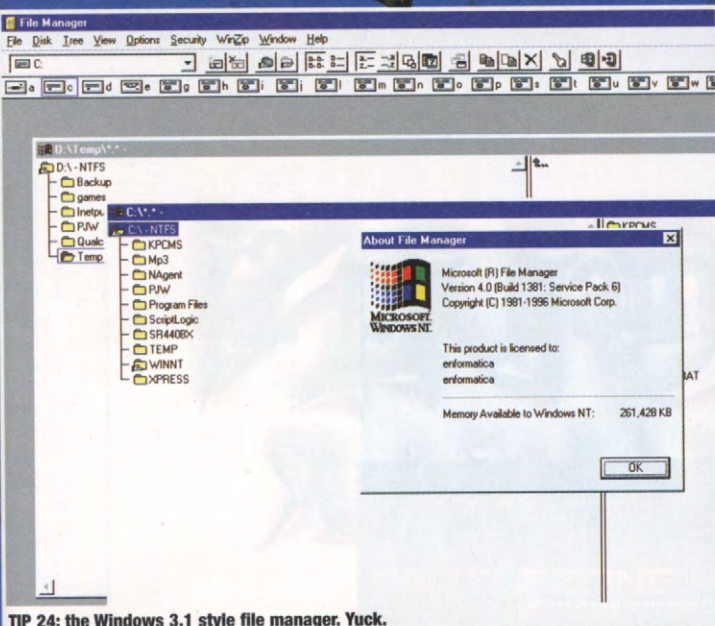 File Manager
File Disk Tree View Options Security WinZip Window Help
C:
a c d e g h i j l m n o p s t u v w
D:\Temp\*.* -
D:\ - NTFS
Backup
games
Inetpu
PJW
Qualc
Temp
C:\*.* -
C:\ - NTFS
KPCMS
Mp3
NAgent
PJW
Program Files
ScriptLogic
SR440BX
TEMP
WINNT
XPRESS
KPCMS
About File Manager
MICROSOFT
WINDOWS NT.
Microsoft (R) File Manager
Version 4.0 (Build 1381: Service Pack 6)
Copyright (C) 1981-1996 Microsoft Corp.
This product is licensed to:
enformatica
enformatica
Memory Available to Windows NT: 261,428 KB
OK
BAT
TIP 24: the Windows 3.1 style file manager. Yuck.